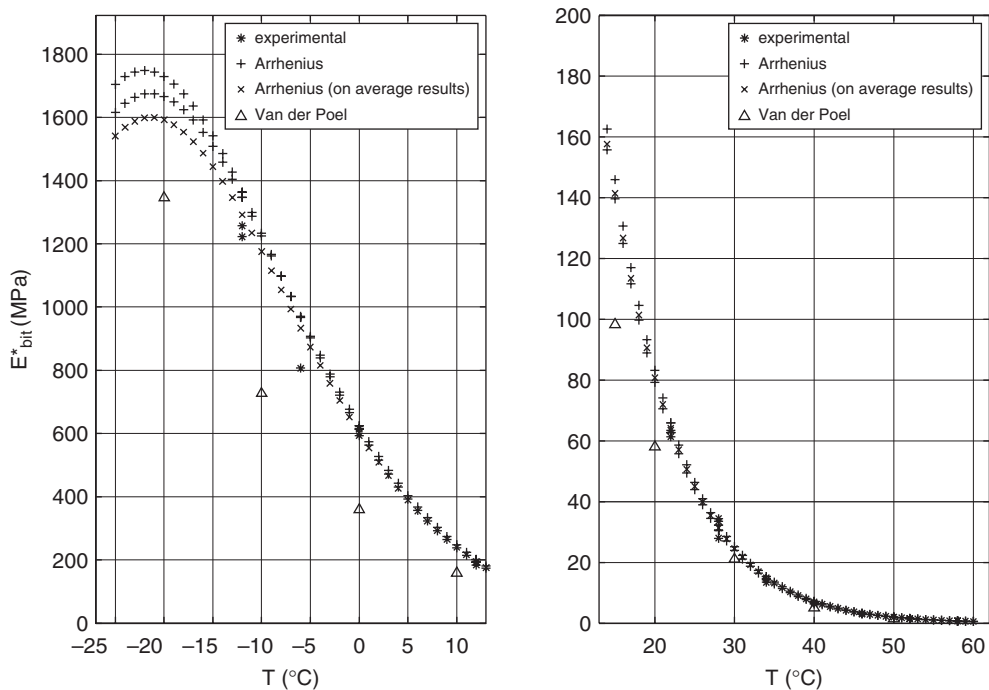 1800
1600
1400
1200
1000
800
600
400
200
0
E*bit (MPa)
experimental
Arrhenius
Arrhenius (on average results)
Van der Poel
–25 –20 –15 –10 –5 0 5 10
T (°C)
200
180
160
140
120
100
80
60
40
20
0
experimental
Arrhenius
Arrhenius (on average results)
Van der Poel
20 30 40 50 60
T (°C)